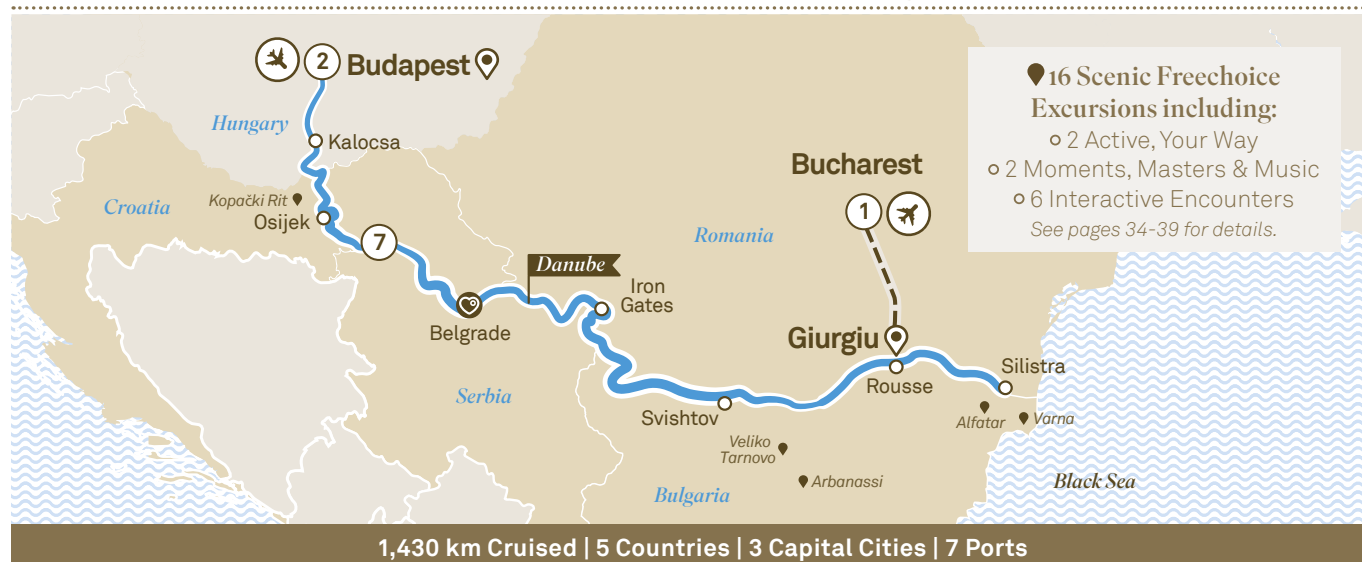 2
Budapest
Hungary
Kalocsa
Kopački Rit
Croatia
Osijek
7
Danube
Belgrade
Serbia
Iron
Gates
Romania
Bucharest
1
Giurgiu
Rousse
Silistra
Svishtov
Alfatar
Varna
Veliko
Tarnovo
Arbanassi
Bulgaria
Black Sea
16 Scenic Freechoice
Excursions including:
2 Active, Your Way
2 Moments, Masters & Music
6 Interactive Encounters
See pages 34-39 for details.
1,430 km Cruised | 5 Countries | 3 Capital Cities | 7 Ports